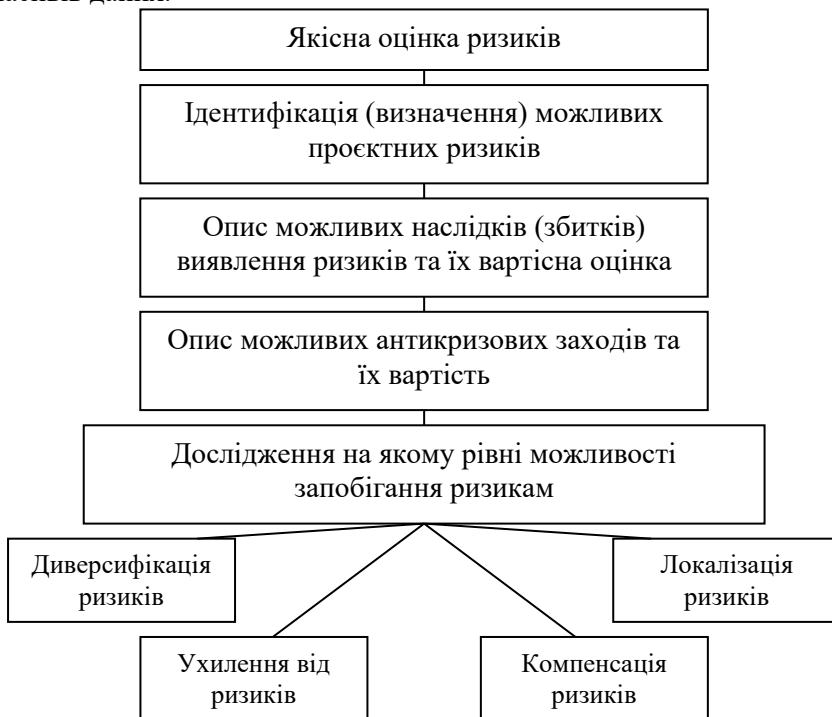 Якісна оцінка ризиків
Ідентифікація (визначення) можливих
проєктних ризиків
Опис можливих наслідків (збитків)
виявлення ризиків та їх вартісна оцінка
Опис можливих антикризових заходів та
їх вартість
Дослідження на якому рівні можливості
запобігання ризикам
Диверсифікація
ризиків
Локалізація
ризиків
Ухилення від
ризиків
Компенсація
ризиків